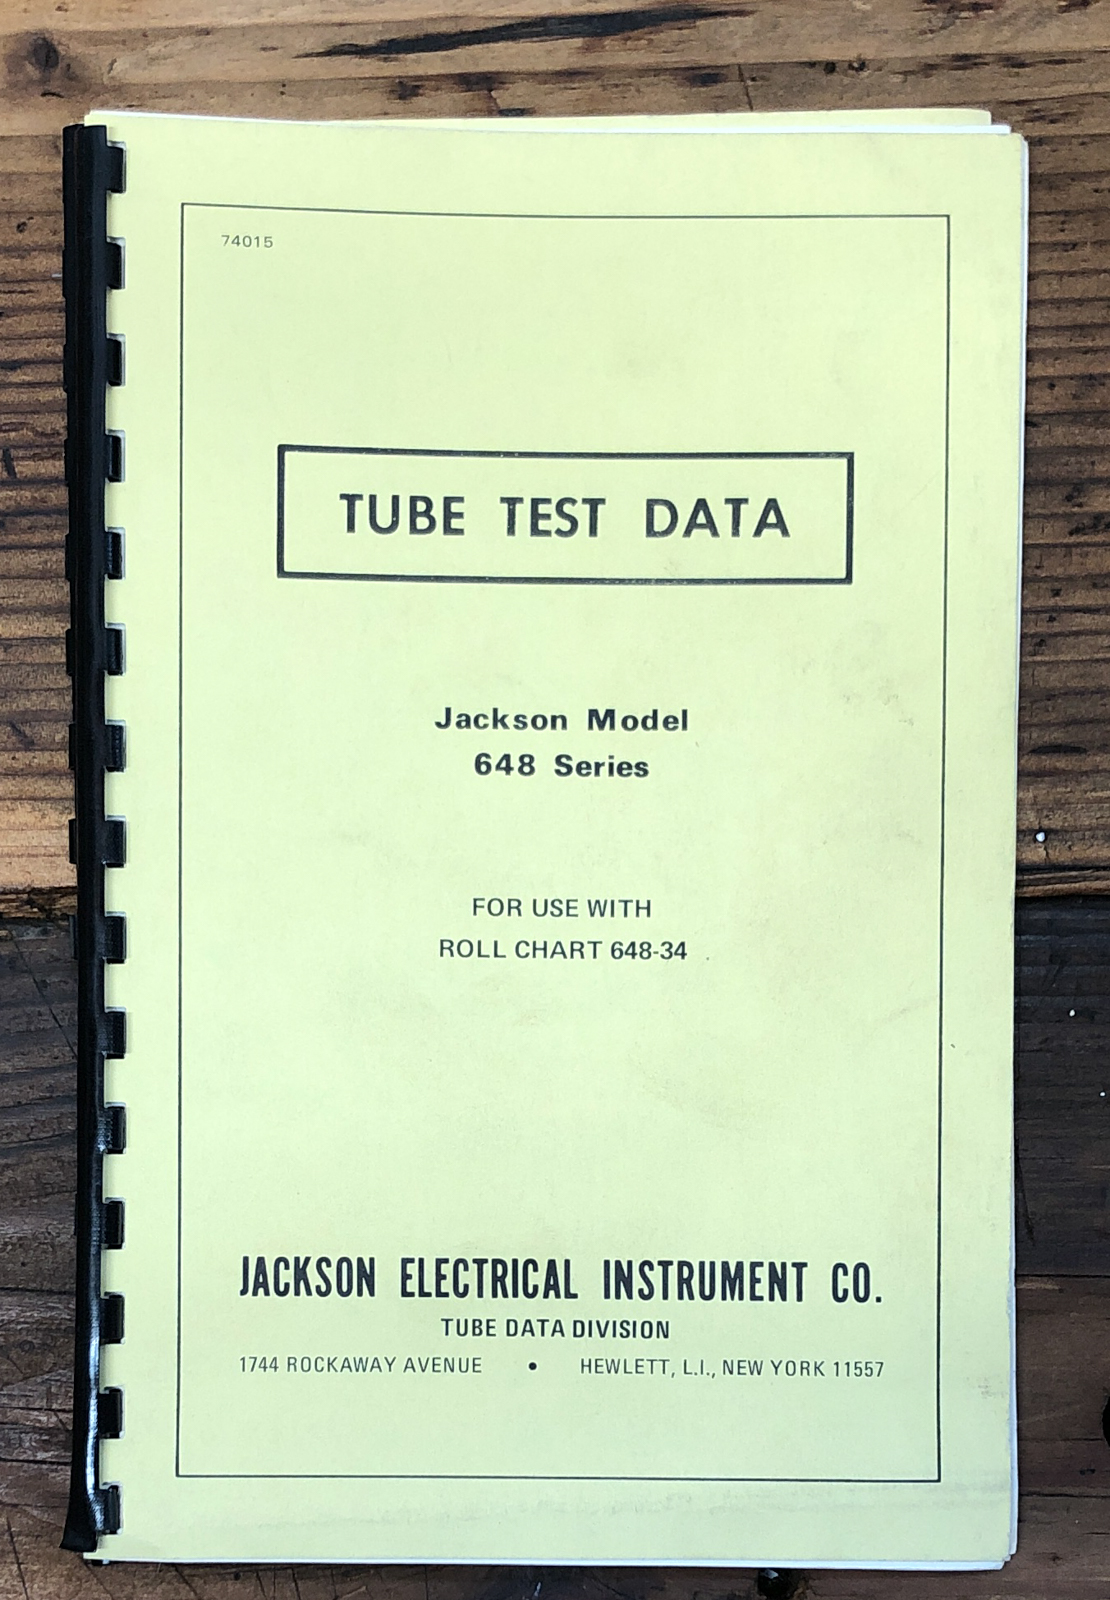 74015
TUBE TEST DATA
Jackson Model
648 Series
FOR USE WITH
ROLL CHART 648-34
JACKSON ELECTRICAL INSTRUMENT CO.
TUBE DATA DIVISION
1744 ROCKAWAY AVENUE • HEWLETT, L.I., NEW YORK 11557